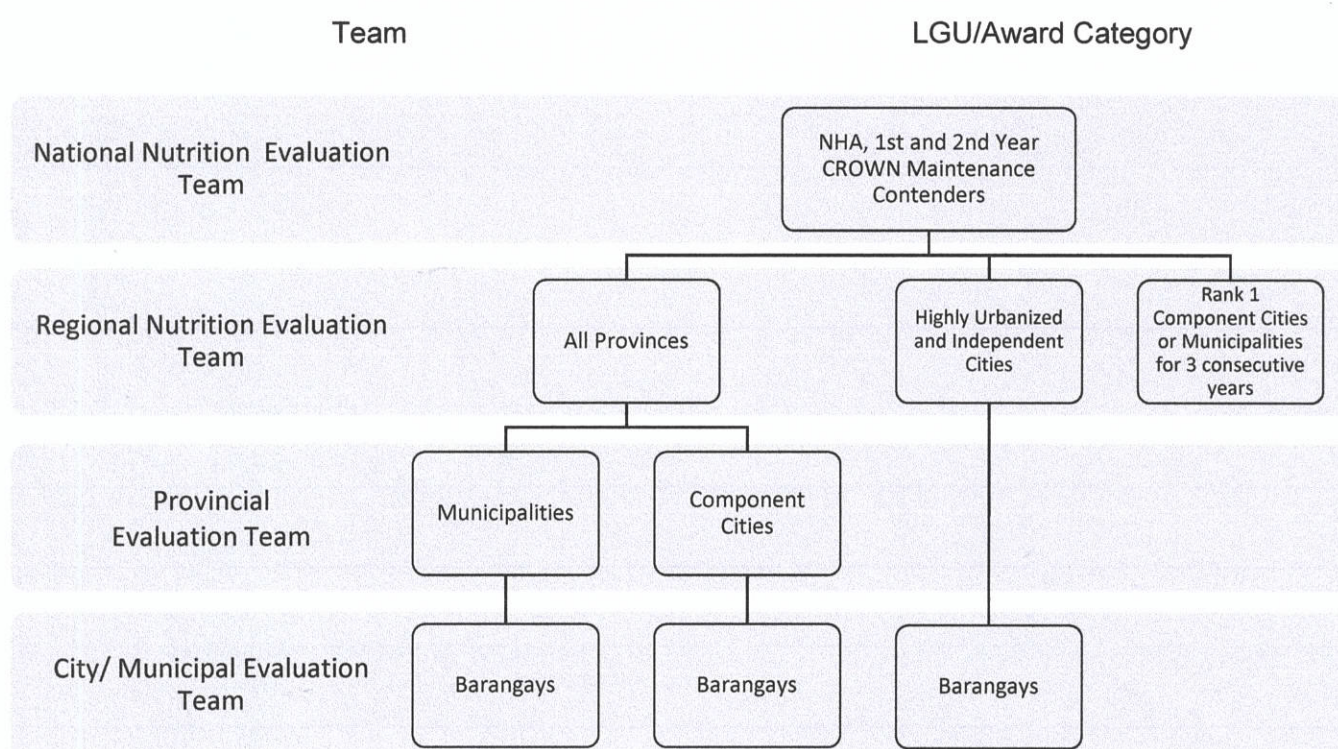 Team
LGU/Award Category
National Nutrition Evaluation
Team
NHA, 1st and 2nd Year
CROWN Maintenance
Contenders
Regional Nutrition Evaluation
Team
All Provinces
Highly Urbanized
and Independent
Cities
Rank 1
Component Cities
or Municipalities
for 3 consecutive
years
Provincial
Evaluation Team
Municipalities
Component
Cities
City/ Municipal Evaluation
Team
Barangays
Barangays
Barangays